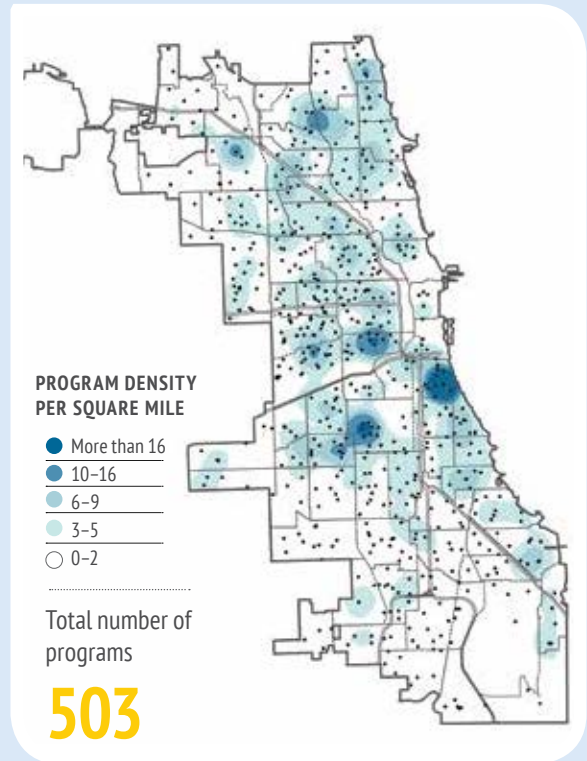 PROGRAM DENSITY
PER SQUARE MILE
More than 16
10–16
6–9
3–5
0–2
Total number of
programs
503